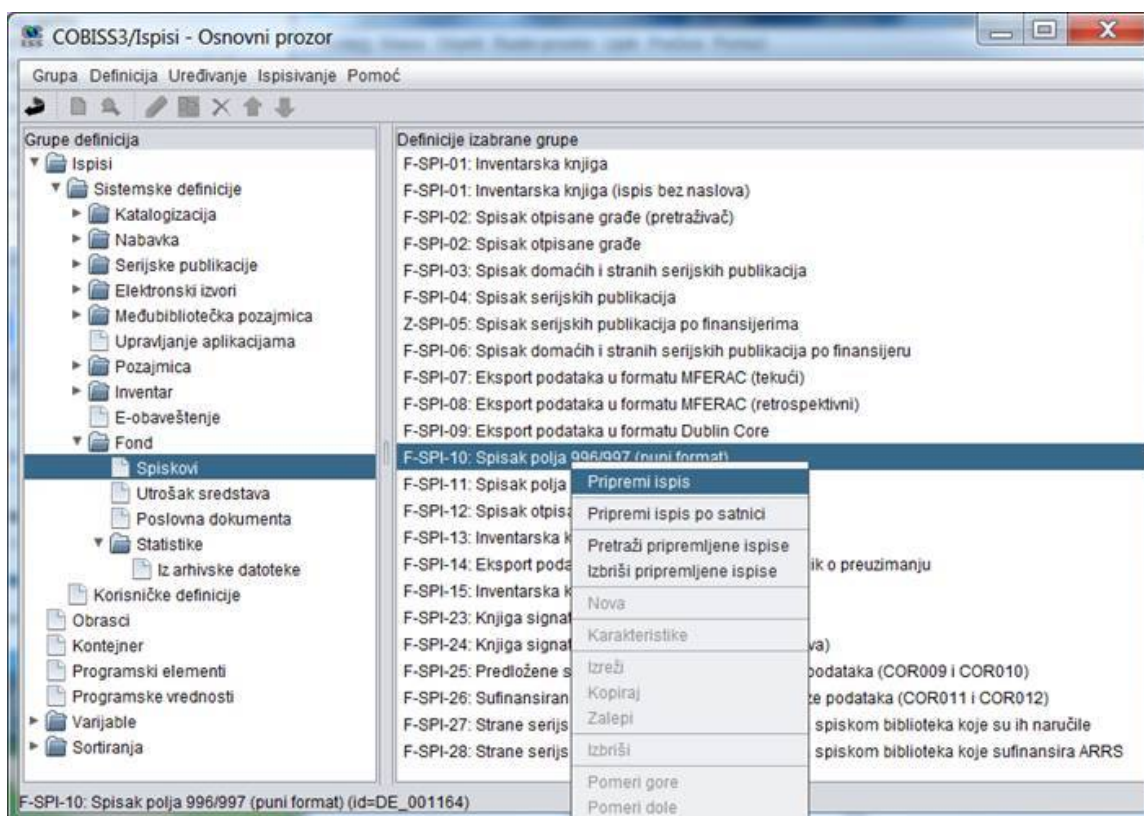 COBISS3/Ispisi - Osnovni prozor
Grupa Definicija Uređivanje Ispisivanje Pomoć
Grupe definicija
Ispisi
Sistemske definicije
Katalogizacija
Nabavka
Serijske publikacije
Elektronski izvori
Međubibliotečka pozajmica
Upravljanje aplikacijama
Pozajmica
Inventar
E-obaveštenje
Fond
Spiskovi
Utrošak sredstava
Poslovna dokumenta
Statistike
Iz arhivske datoteke
Korisničke definicije
Obrasci
Kontejner
Programski elementi
Programske vrednosti
Varijable
Sortiranja
Definicije izabrane grupe
F-SPI-01: Inventarska knjiga
F-SPI-01: Inventarska knjiga (ispis bez naslova)
F-SPI-02: Spisak otpisane građe (pretraživač)
F-SPI-02: Spisak otpisane građe
F-SPI-03: Spisak domaćih i stranih serijskih publikacija
F-SPI-04: Spisak serijskih publikacija
Z-SPI-05: Spisak serijskih publikacija po finansijerima
F-SPI-06: Spisak domaćih i stranih serijskih publikacija po finansijeru
F-SPI-07: Eksport podataka u formatu MFERAC (tekući)
F-SPI-08: Eksport podataka u formatu MFERAC (retrospektivni)
F-SPI-09: Eksport podataka u formatu Dublin Core
F-SPI-10: Spisak polja 996/997 (puni format)
F-SPI-11: Spisak polja
F-SPI-12: Spisak otpisa
F-SPI-13: Inventarska k
F-SPI-14: Eksport poda ik o preuzimanju
F-SPI-15: Inventarska k
F-SPI-23: Knjiga signat
F-SPI-24: Knjiga signat va)
F-SPI-25: Predložene s podataka (COR009 i COR010)
F-SPI-26: Sufinansiran ze podataka (COR011 i COR012)
F-SPI-27: Strane serijs spiskom biblioteka koje su ih naručile
F-SPI-28: Strane serijs spiskom biblioteka koje sufinansira ARRS
Pripremi ispis
Pripremi ispis po satnici
Pretraži pripremljene ispise
Izbriši pripremljene ispise
Nova
Karakteristike
Izreži
Kopiraj
Zalepi
Izbriši
Pomeri gore
Pomeri dole
F-SPI-10: Spisak polja 996/997 (puni format) (id=DE_001164)